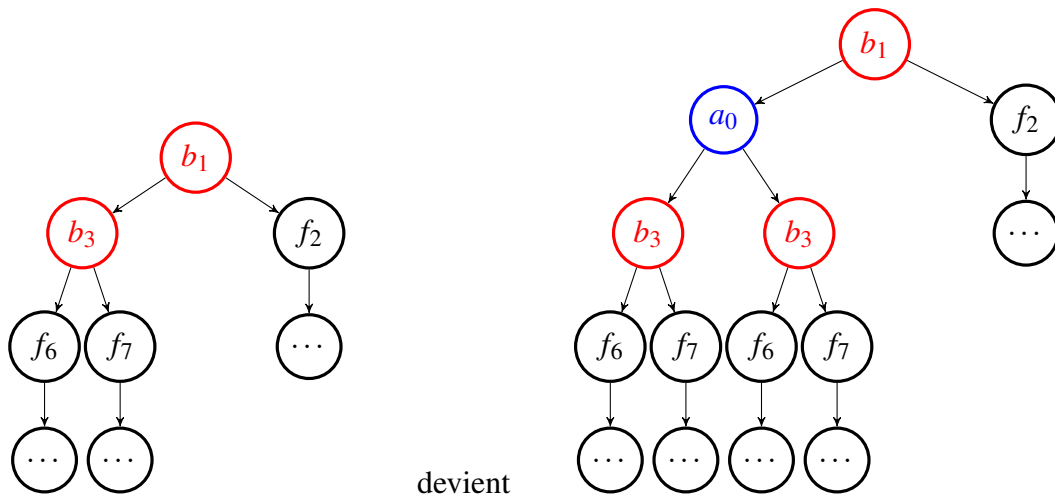 b₁
b₃ f₂
f₆ f₇ ⋯
⋯ ⋯
devient
b₁
a₀ f₂
b₃ b₃ ⋯
f₆ f₇ f₆ f₇
⋯ ⋯ ⋯ ⋯